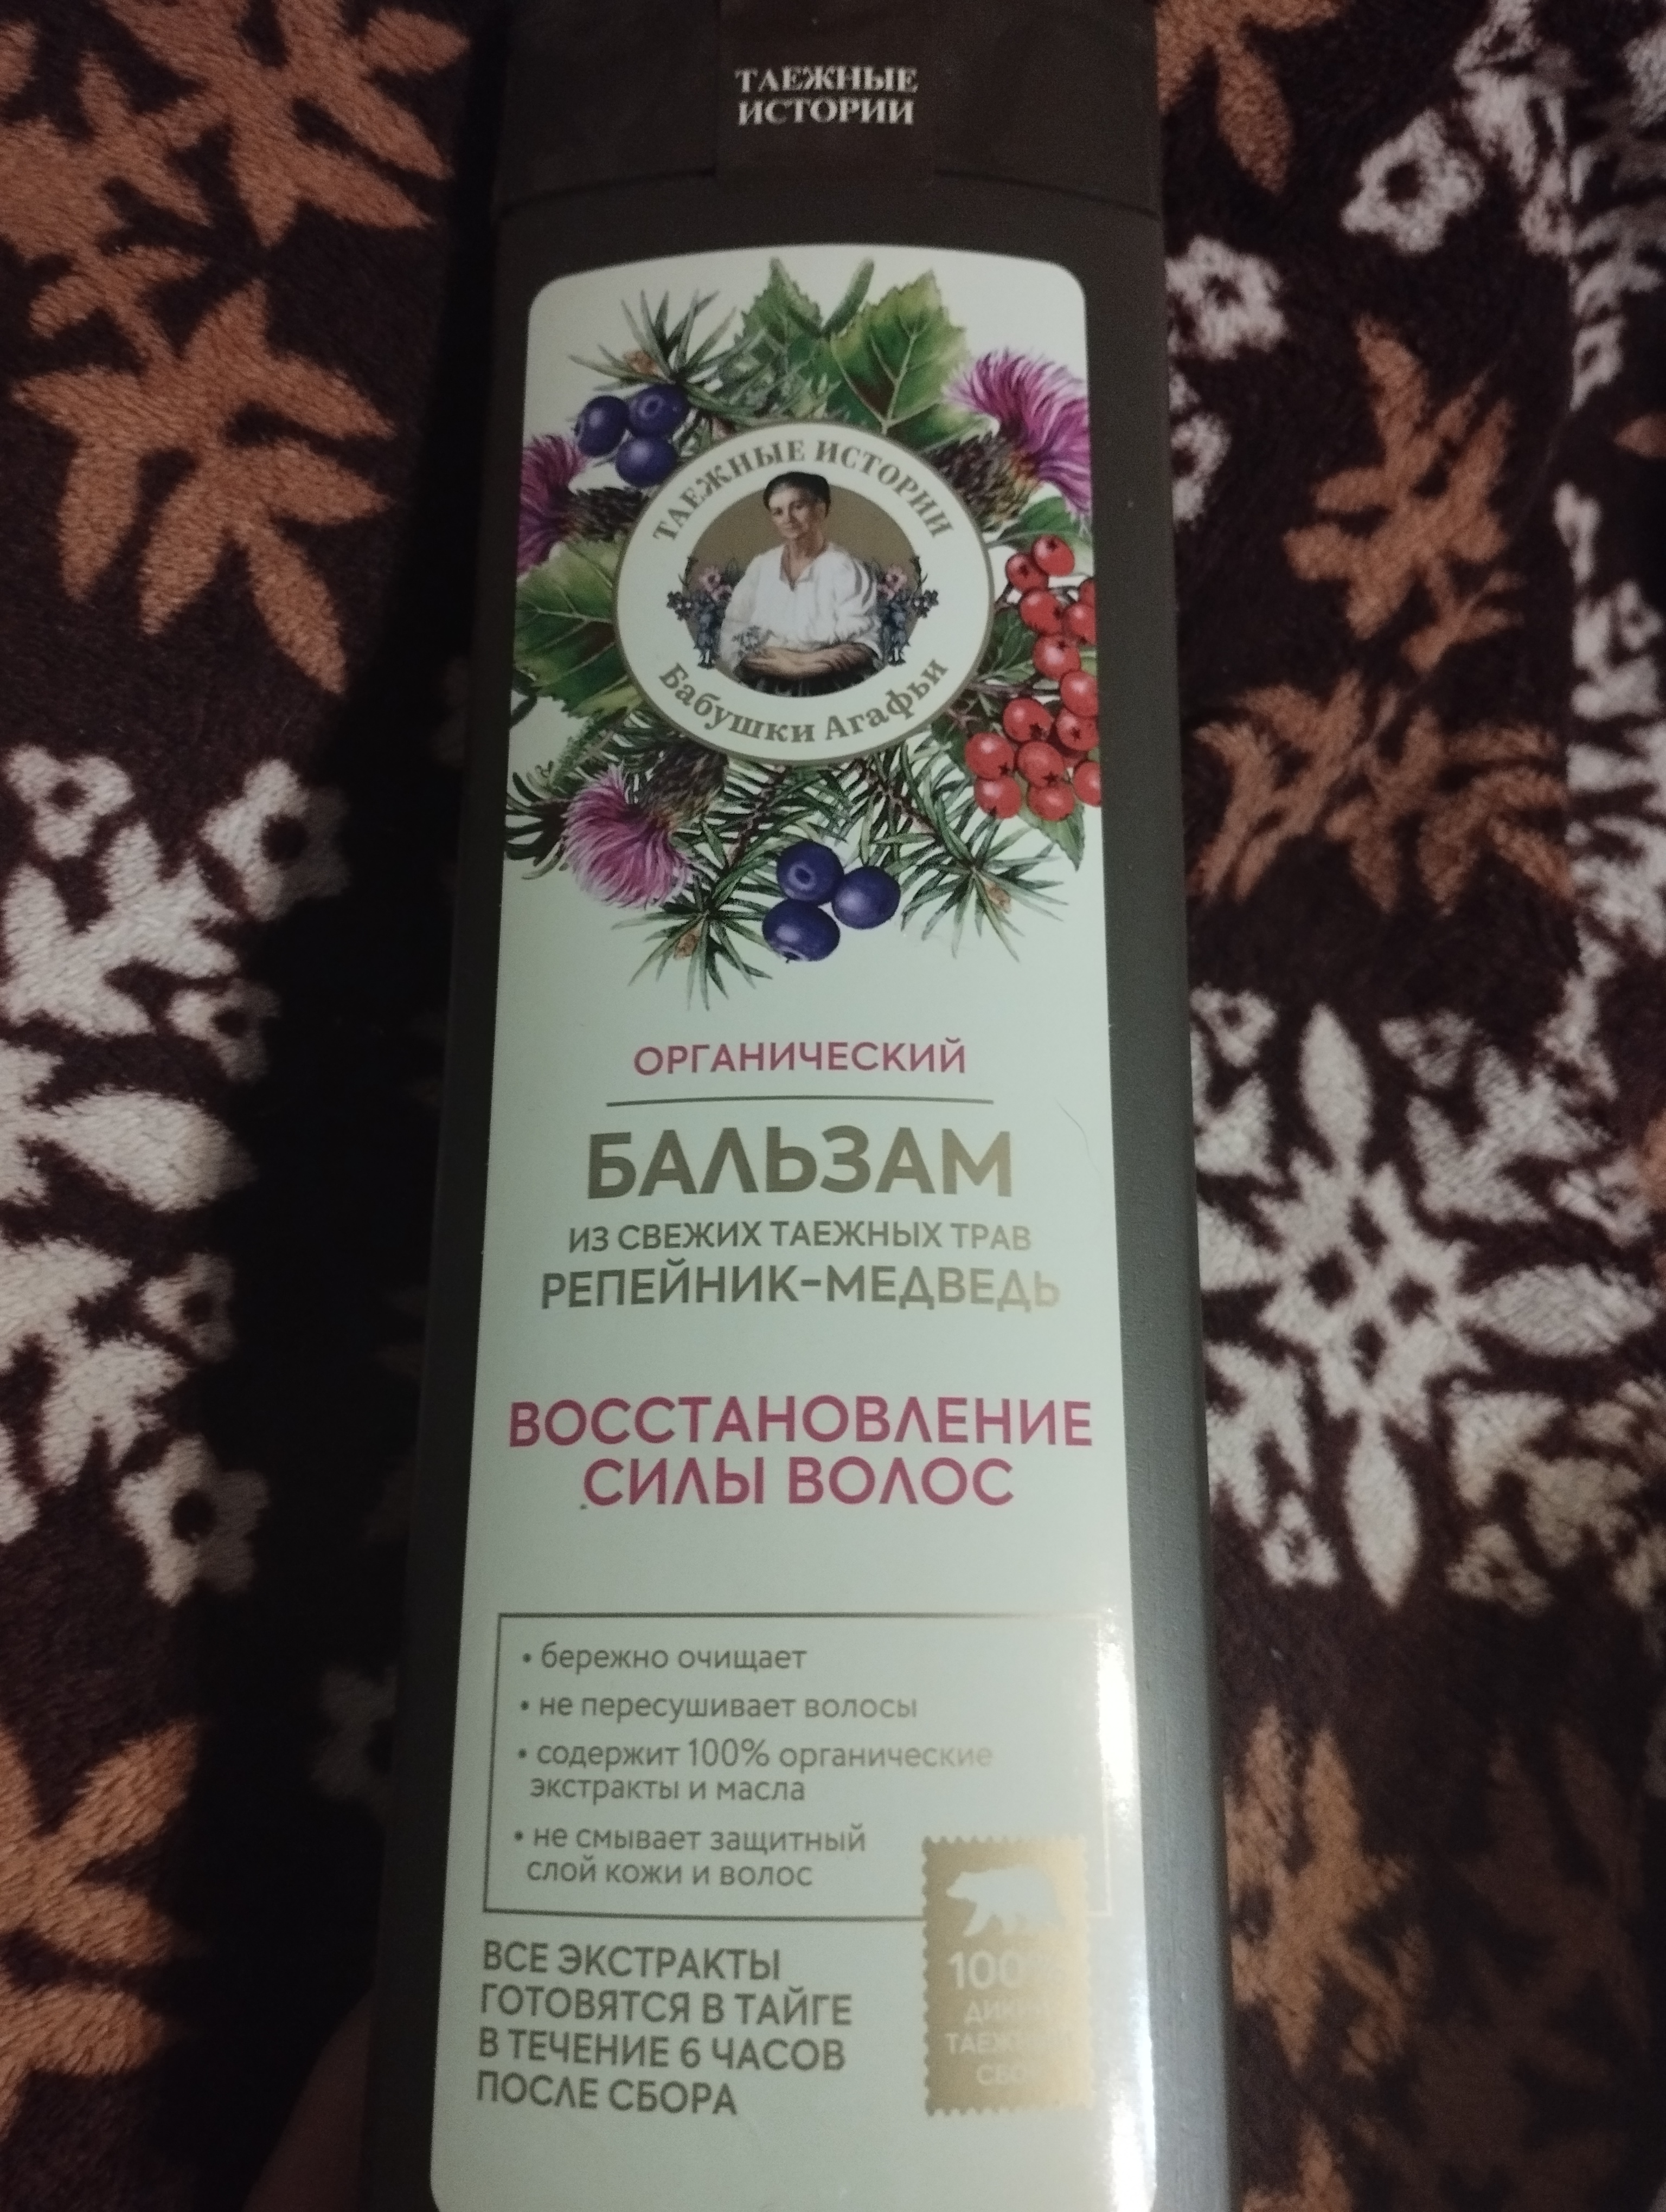 ТАЕЖНЫЕ
ИСТОРИИ
ТАЕЖНЫЕ ИСТОРИИ
Бабушки Агафьи
ОРГАНИЧЕСКИЙ
БАЛЬЗАМ
ИЗ СВЕЖИХ ТАЕЖНЫХ ТРАВ
РЕПЕЙНИК-МЕДВЕДЬ
ВОССТАНОВЛЕНИЕ
СИЛЫ ВОЛОС
• бережно очищает
• не пересушивает волосы
• содержит 100% органические
экстракты и масла
• не смывает защитный
слой кожи и волос
ВСЕ ЭКСТРАКТЫ
ГОТОВЯТСЯ В ТАЙГЕ
В ТЕЧЕНИЕ 6 ЧАСОВ
ПОСЛЕ СБОРА
100%